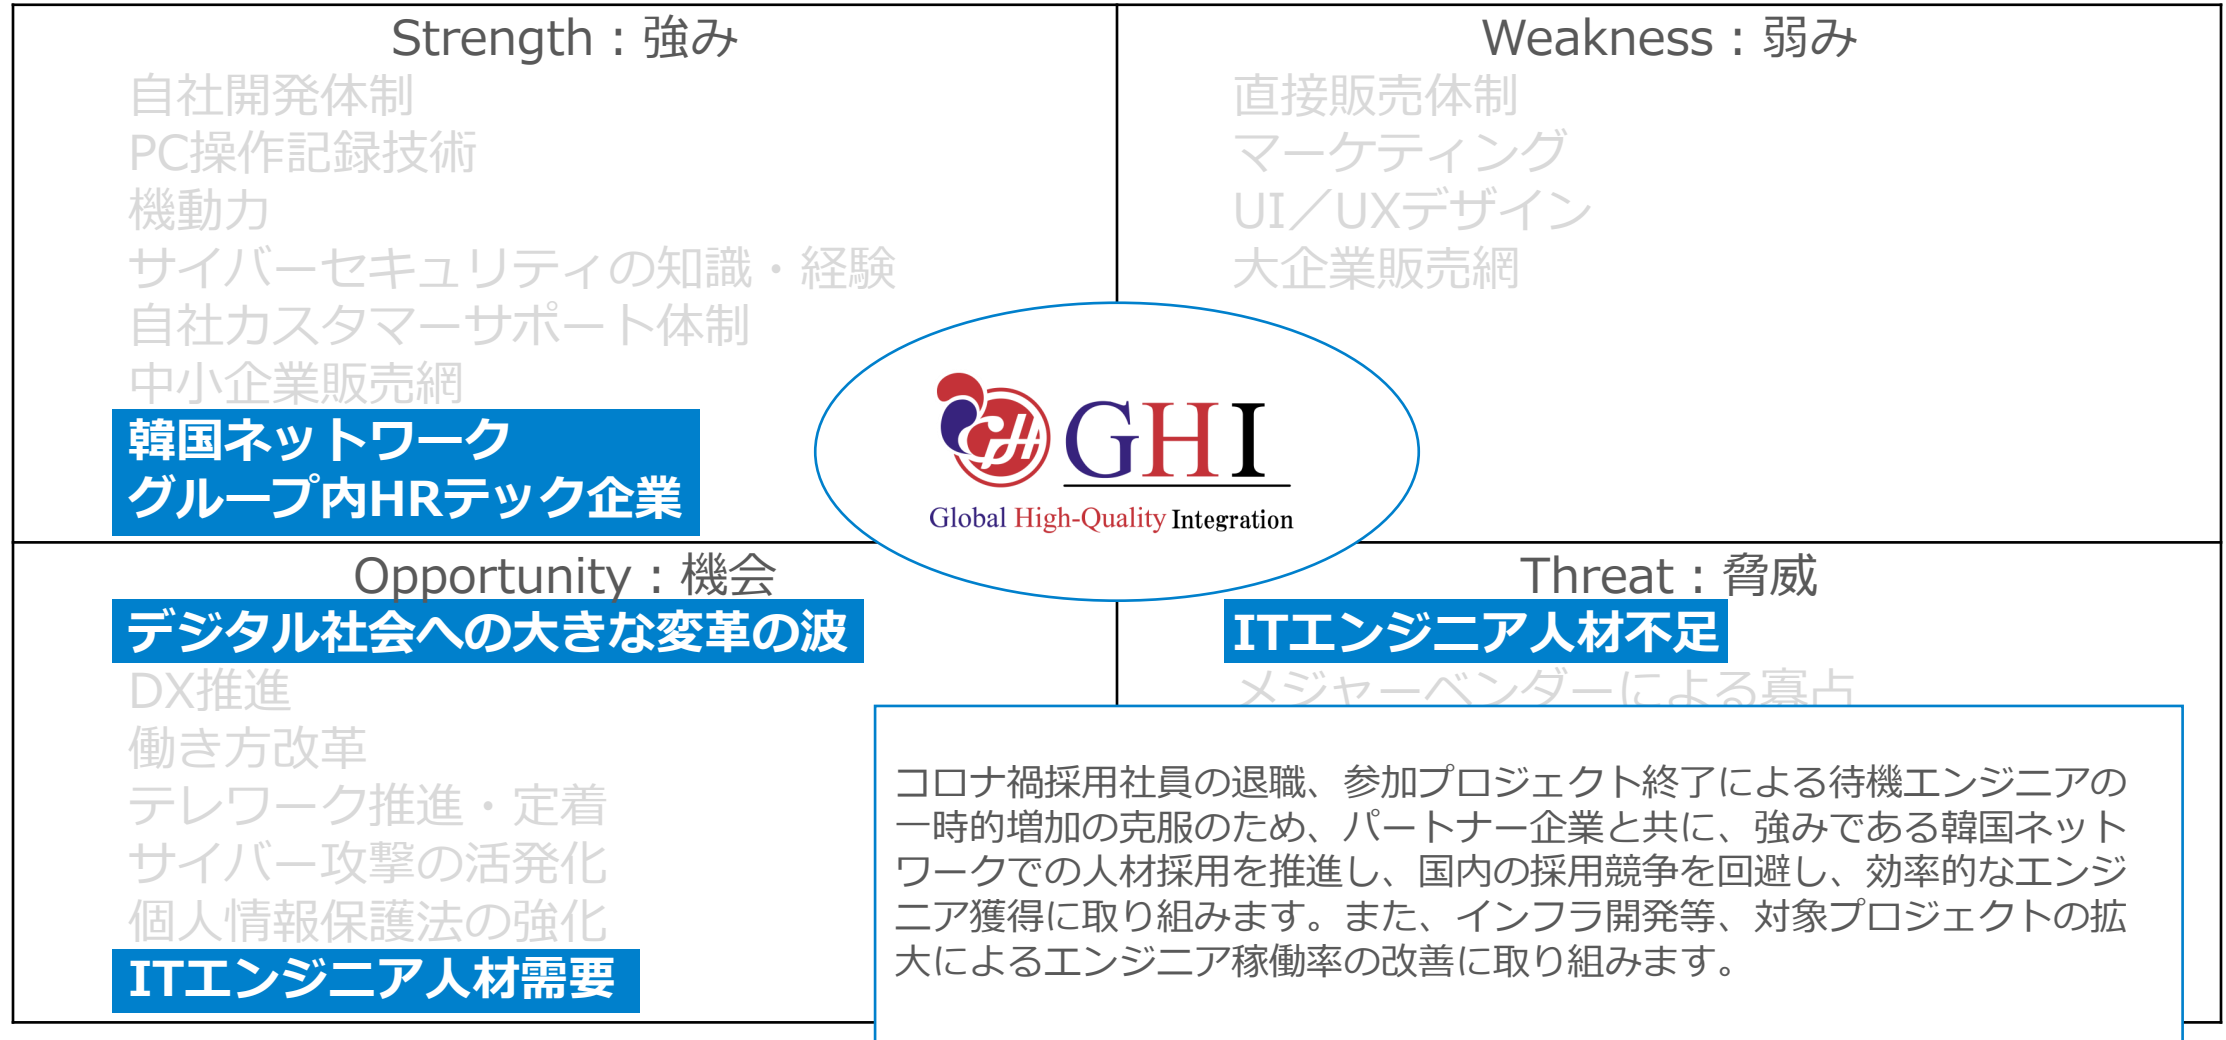 Strength：強み
自社開発体制
PC操作記録技術
機動力
サイバーセキュリティの知識・経験
自社カスタマーサポート体制
中小企業販売網
韓国ネットワーク
グループ内HRテック企業
Weakness：弱み
直接販売体制
マーケティング
UI／UXデザイン
大企業販売網
GHI
Global High-Quality Integration
Opportunity：機会
デジタル社会への大きな変革の波
DX推進
働き方改革
テレワーク推進・定着
サイバー攻撃の活発化
個人情報保護法の強化
ITエンジニア人材需要
Threat：脅威
ITエンジニア人材不足
メジャーベンダーによる寡占
コロナ禍採用社員の退職、参加プロジェクト終了による待機エンジニアの
一時的増加の克服のため、パートナー企業と共に、強みである韓国ネット
ワークでの人材採用を推進し、国内の採用競争を回避し、効率的なエンジ
ニア獲得に取り組みます。また、インフラ開発等、対象プロジェクトの拡
大によるエンジニア稼働率の改善に取り組みます。